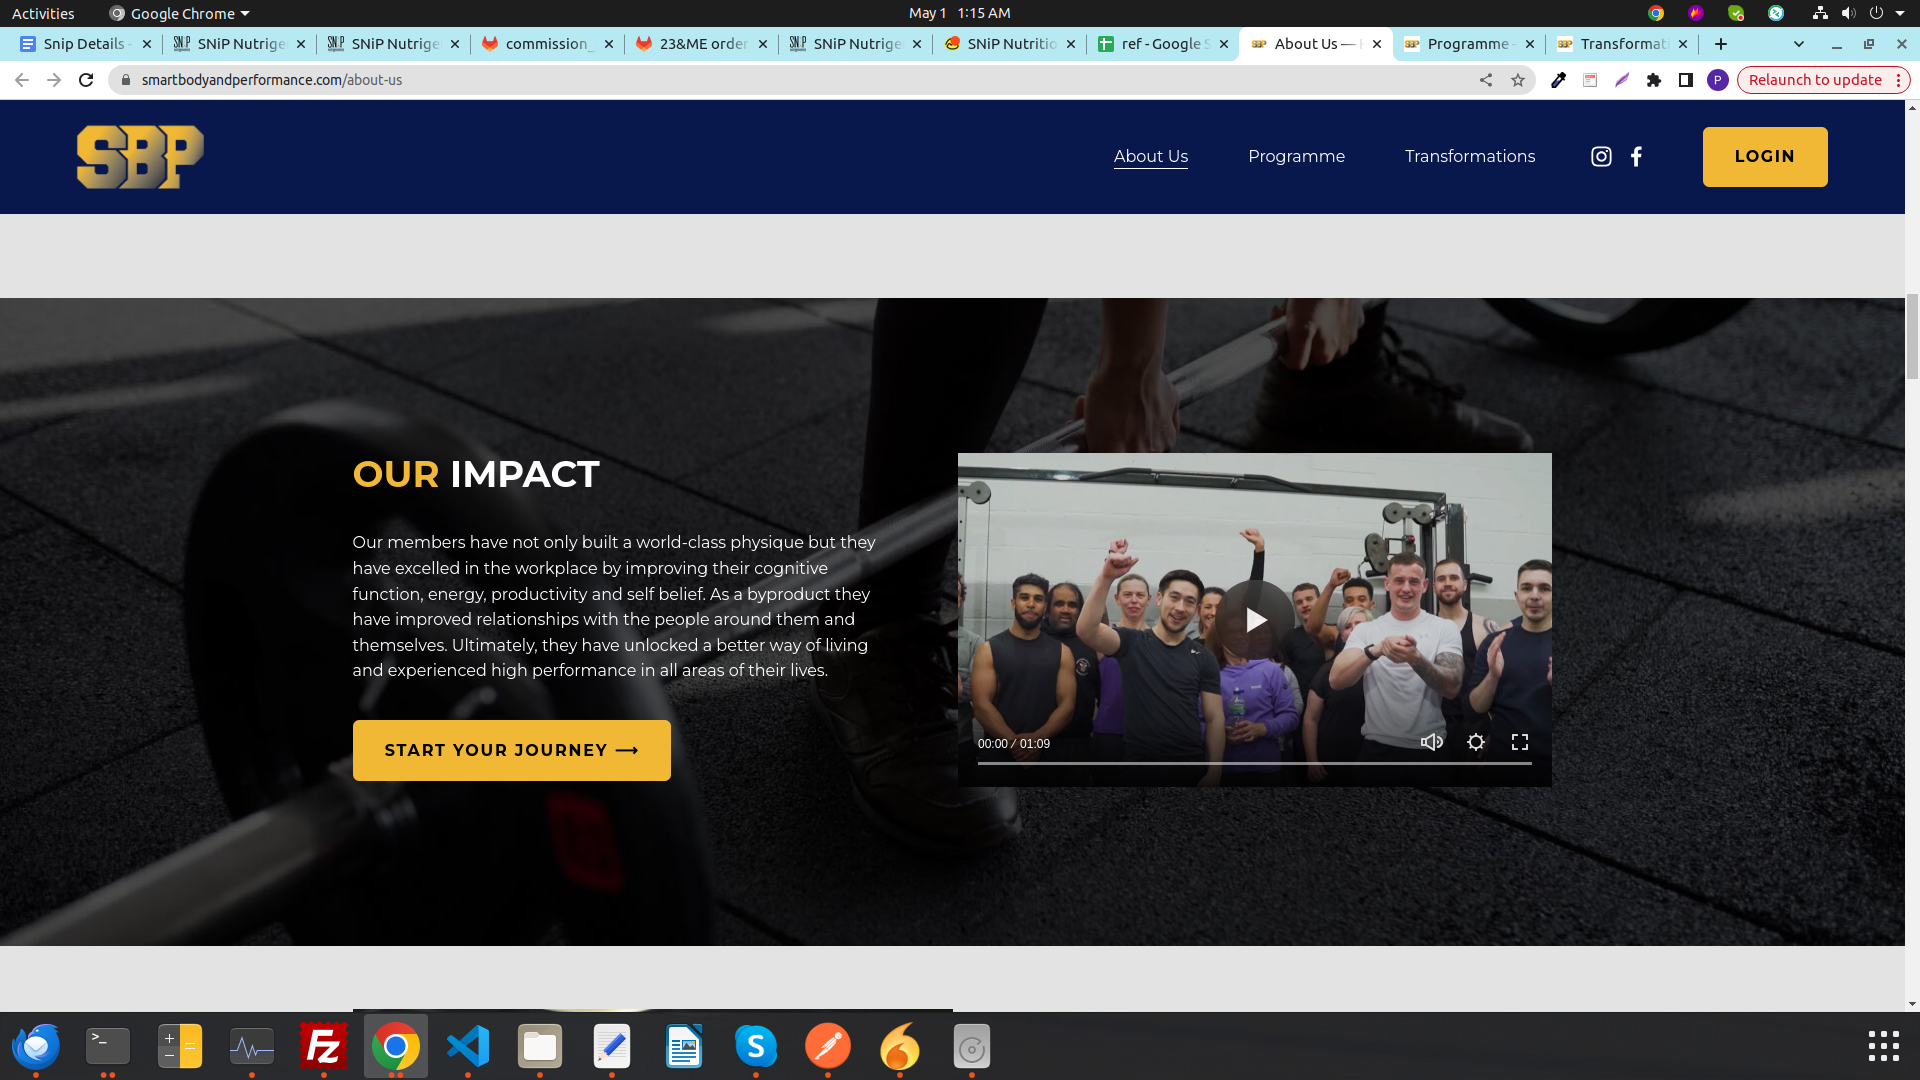 Activities
Google Chrome
May 1 1:15 AM
Snip Details -
SNiP Nutrige
SNiP Nutrige
commission_
23&ME order
SNiP Nutrige
SNiP Nutritio
ref - Google S
About Us — H
Programme -
Transformati
smartbodyandperformance.com/about-us
P
Relaunch to update
SBP
About Us
Programme
Transformations
LOGIN
OUR IMPACT
Our members have not only built a world-class physique but they
have excelled in the workplace by improving their cognitive
function, energy, productivity and self belief. As a byproduct they
have improved relationships with the people around them and
themselves. Ultimately, they have unlocked a better way of living
and experienced high performance in all areas of their lives.
START YOUR JOURNEY ⟶
00:00 / 01:09